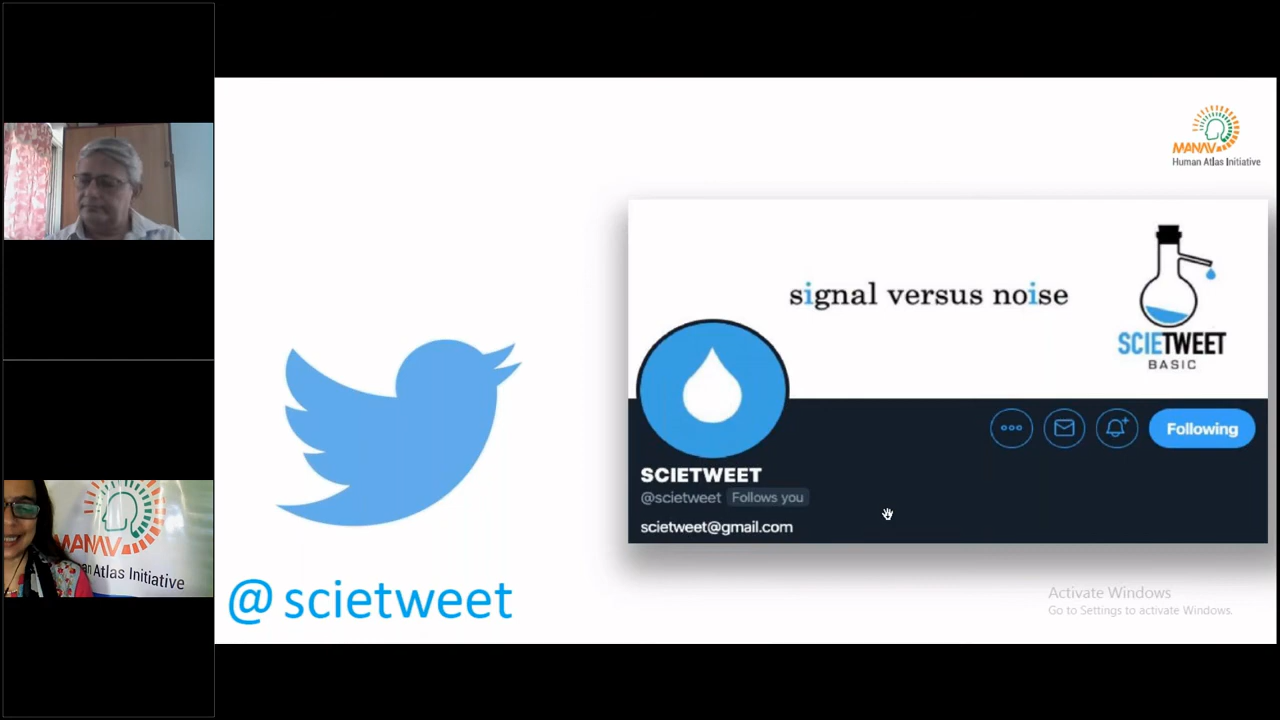 MANAV
Human Atlas Initiative
signal versus noise
SCIETWEET
BASIC
Following
SCIETWEET
@scietweet Follows you
scietweet@gmail.com
@scietweet
Activate Windows
Go to Settings to activate Windows.
MANAV
Atlas Initiative